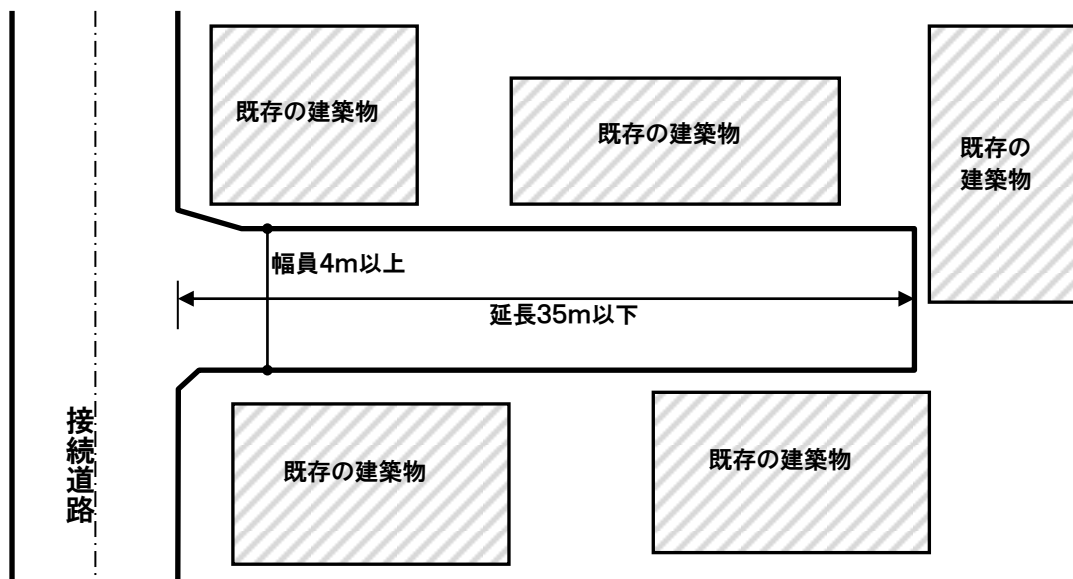 既存の建築物
既存の建築物
既存の
建築物
幅員4m以上
延長35m以下
接続道路
既存の建築物
既存の建築物